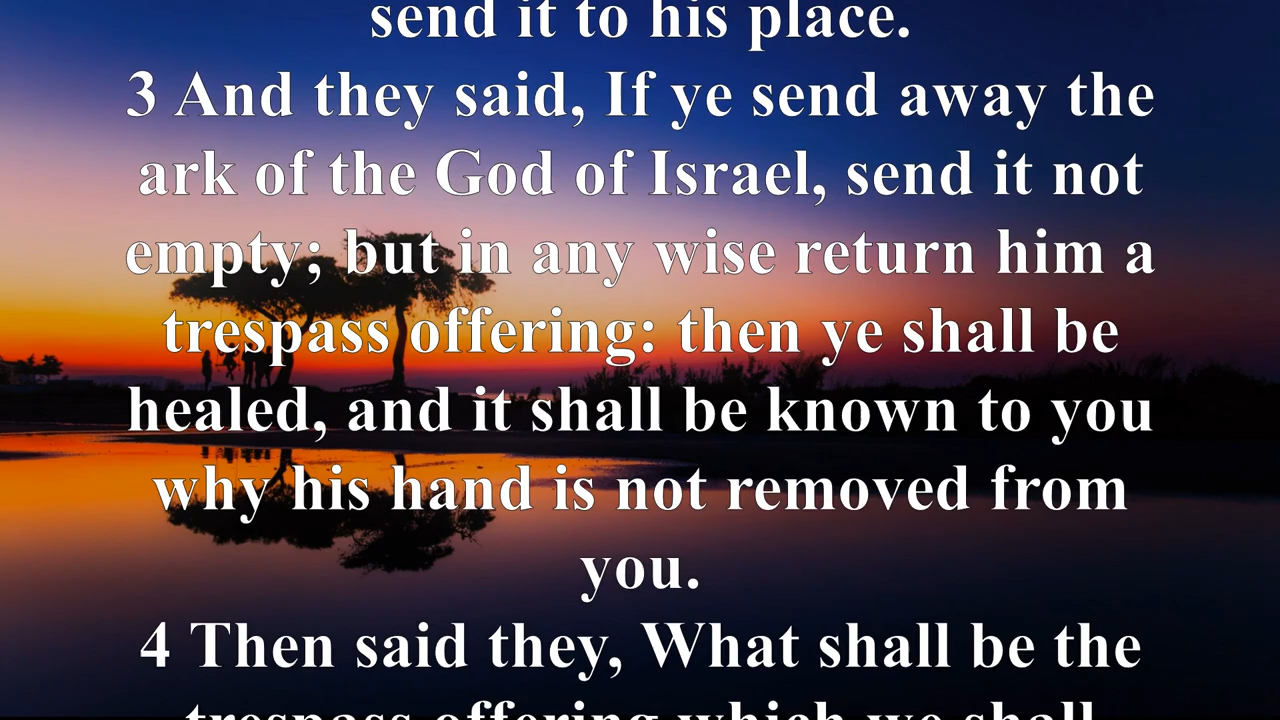 send it to his place.
3 And they said, If ye send away the
ark of the God of Israel, send it not
empty; but in any wise return him a
trespass offering: then ye shall be
healed, and it shall be known to you
why his hand is not removed from
you.
4 Then said they, What shall be the
trespass offering which we shall